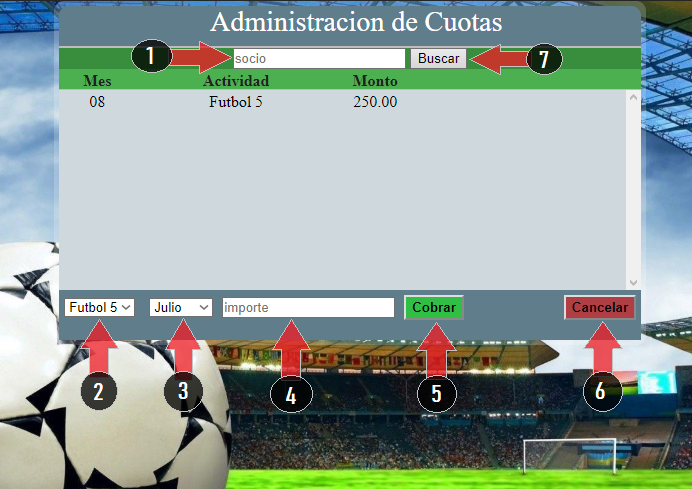 Administracion de Cuotas
1 socio Buscar 7
Mes Actividad Monto
08 Futbol 5 250.00
Futbol 5 Julio importe Cobrar Cancelar
2 3 4 5 6